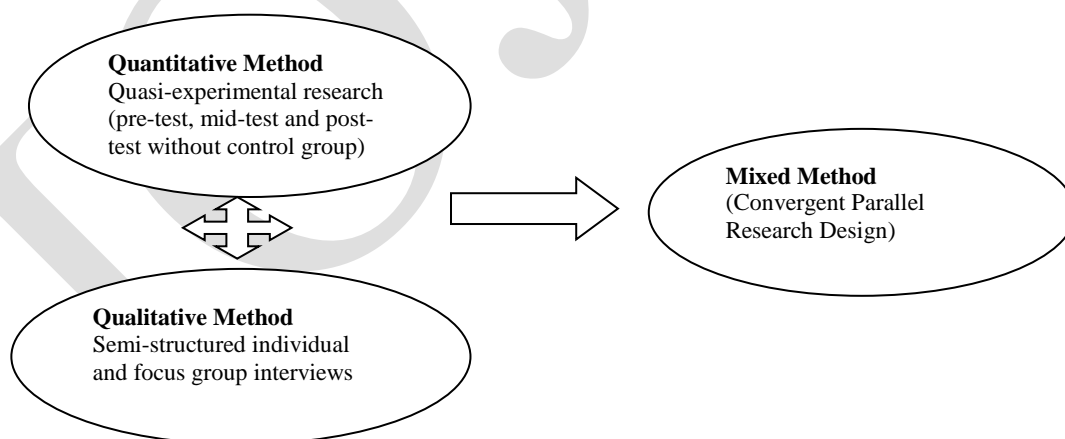 Quantitative Method
Quasi-experimental research
(pre-test, mid-test and post-
test without control group)
Mixed Method
(Convergent Parallel
Research Design)
Qualitative Method
Semi-structured individual
and focus group interviews